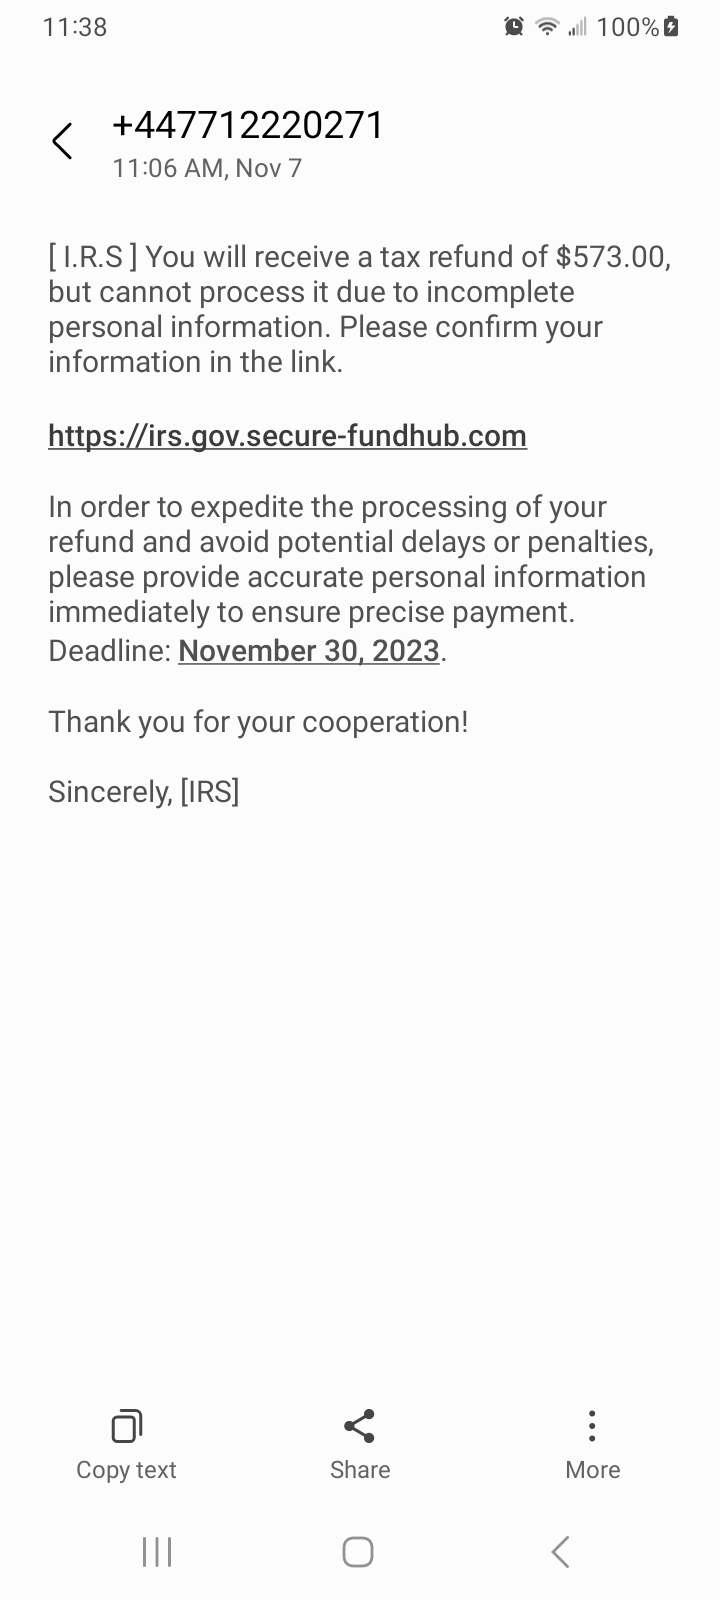 11:38
100%
+447712220271
11:06 AM, Nov 7
[ I.R.S ] You will receive a tax refund of $573.00,
but cannot process it due to incomplete
personal information. Please confirm your
information in the link.
https://irs.gov.secure-fundhub.com
In order to expedite the processing of your
refund and avoid potential delays or penalties,
please provide accurate personal information
immediately to ensure precise payment.
Deadline: November 30, 2023.
Thank you for your cooperation!
Sincerely, [IRS]
Copy text
Share
More